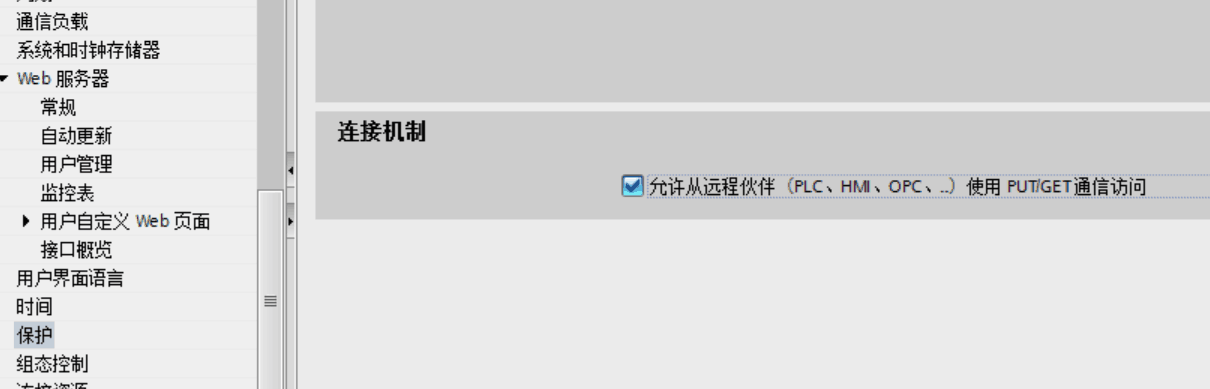 通信负载
系统和时钟存储器
Web 服务器
常规
自动更新
用户管理
监控表
用户自定义 Web 页面
接口概览
用户界面语言
时间
保护
组态控制
连接机制
允许从远程伙伴（PLC、HMI、OPC、...）使用 PUT/GET 通信访问